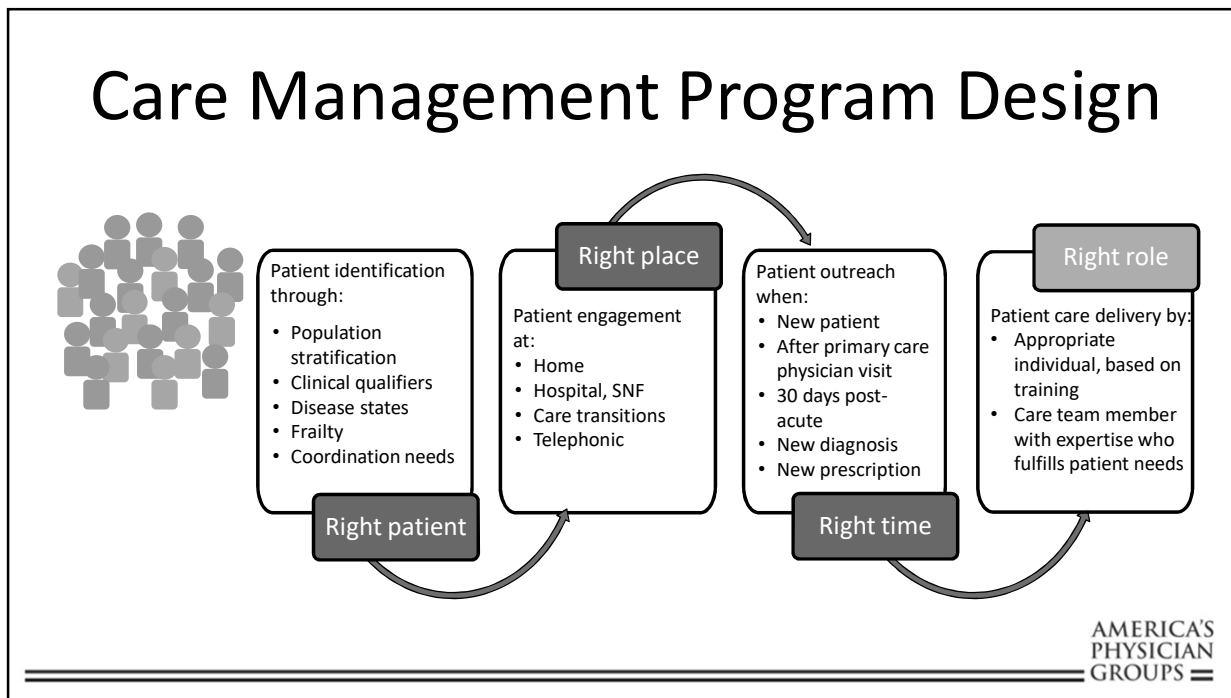 Care Management Program Design
Patient identification
through:
• Population
stratification
• Clinical qualifiers
• Disease states
• Frailty
• Coordination needs
Right patient
Right place
Patient engagement
at:
• Home
• Hospital, SNF
• Care transitions
• Telephonic
Patient outreach
when:
• New patient
• After primary care
physician visit
• 30 days post-
acute
• New diagnosis
• New prescription
Right time
Right role
Patient care delivery by:
• Appropriate
individual, based on
training
• Care team member
with expertise who
fulfills patient needs
AMERICA'S
PHYSICIAN
GROUPS